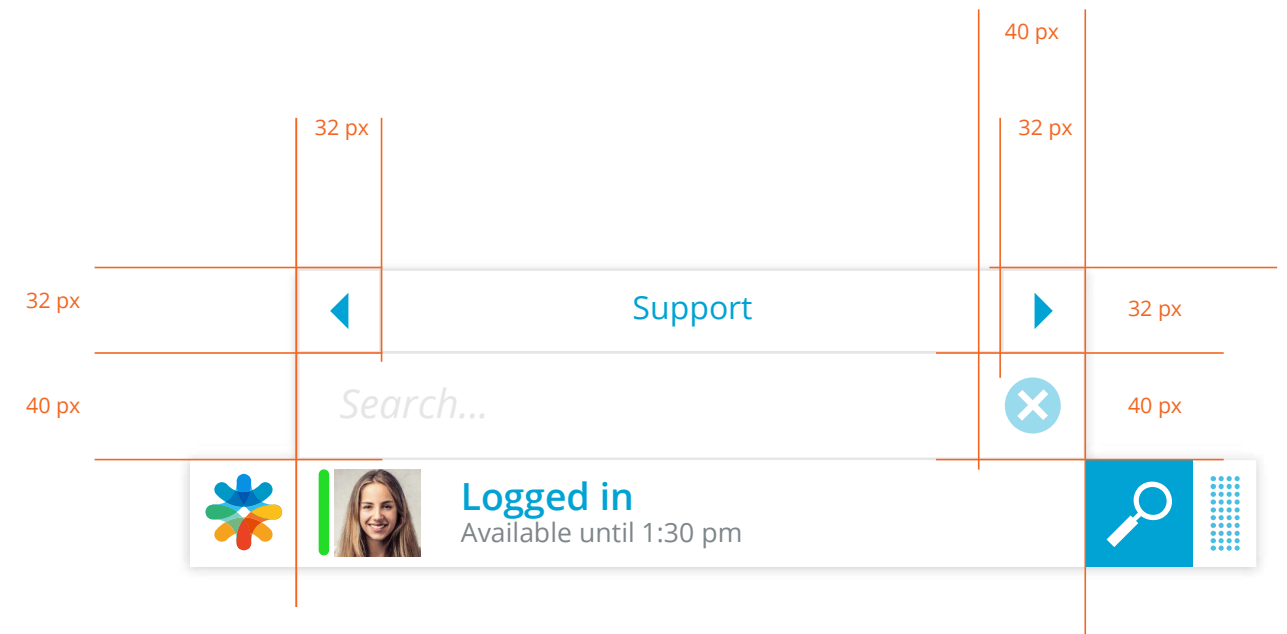 40 px
32 px
32 px
32 px
Support
32 px
40 px
Search...
40 px
Logged in
Available until 1:30 pm